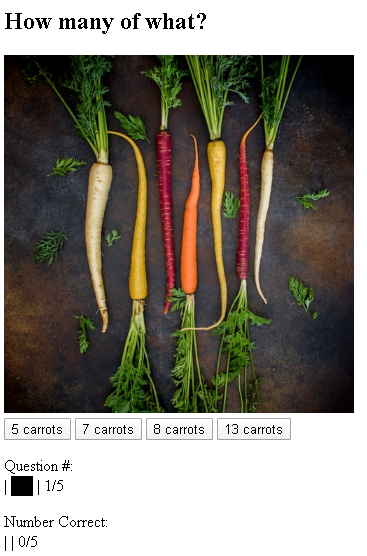 How many of what?
5 carrots 7 carrots 8 carrots 13 carrots
Question #:
| | 1/5
Number Correct:
| | 0/5